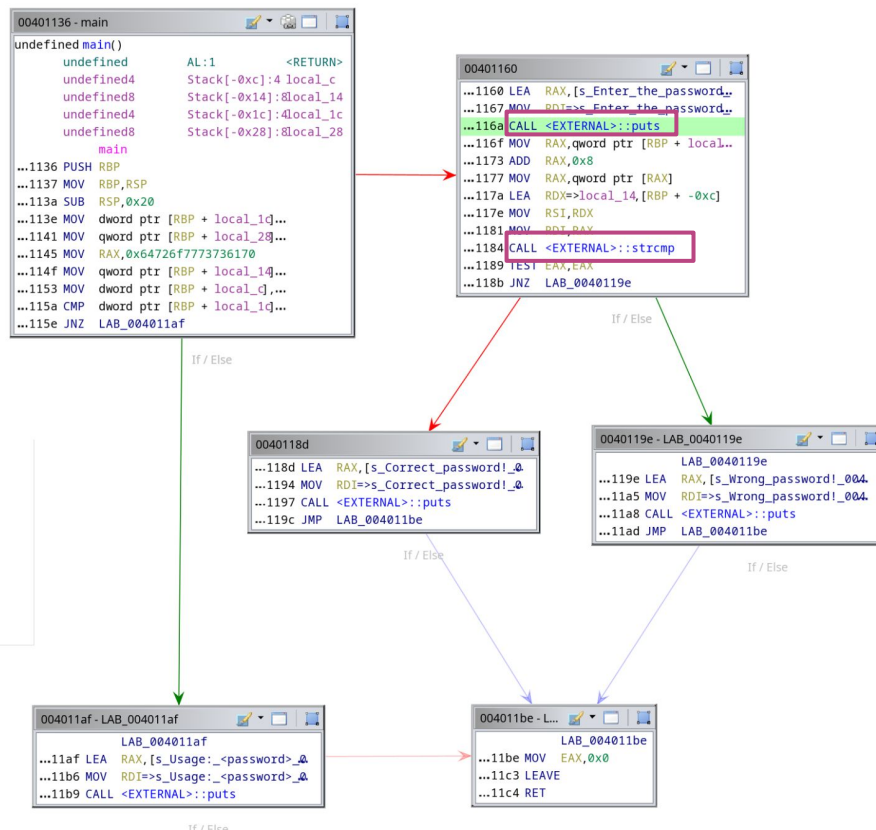 00401136 - main
undefined main()
undefined AL:1 <RETURN>
undefined4 Stack[-0xc]:4 local_c
undefined8 Stack[-0x14]:8 local_14
undefined4 Stack[-0x1c]:4 local_1c
undefined8 Stack[-0x28]:8 local_28
main
...1136 PUSH RBP
...1137 MOV RBP,RSP
...113a SUB RSP,0x20
...113e MOV dword ptr [RBP + local_1c]...
...1141 MOV qword ptr [RBP + local_28]...
...1145 MOV RAX,0x64726f7773736170
...114f MOV qword ptr [RBP + local_14]...
...1153 MOV dword ptr [RBP + local_c],...
...115a CMP dword ptr [RBP + local_1c]...
...115e JNZ LAB_004011af
If / Else
00401160
...1160 LEA RAX,[s_Enter_the_password...
...1167 MOV RDI=>s_Enter_the_password...
...116a CALL <EXTERNAL>::puts
...116f MOV RAX,qword ptr [RBP + local...
...1173 ADD RAX,0x8
...1177 MOV RAX,qword ptr [RAX]
...117a LEA RDX=>local_14,[RBP + -0xc]
...117e MOV RSI,RDX
...1181 MOV RDI,RAX
...1184 CALL <EXTERNAL>::strcmp
...1189 TEST EAX,EAX
...118b JNZ LAB_0040119e
If / Else
0040118d
...118d LEA RAX,[s_Correct_password!_0...
...1194 MOV RDI=>s_Correct_password!_0...
...1197 CALL <EXTERNAL>::puts
...119c JMP LAB_004011be
If / Else
0040119e - LAB_0040119e
LAB_0040119e
...119e LEA RAX,[s_Wrong_password!_004...
...11a5 MOV RDI=>s_Wrong_password!_004...
...11a8 CALL <EXTERNAL>::puts
...11ad JMP LAB_004011be
If / Else
004011af - LAB_004011af
LAB_004011af
...11af LEA RAX,[s_Usage:_<password>_0...
...11b6 MOV RDI=>s_Usage:_<password>_0...
...11b9 CALL <EXTERNAL>::puts
If / Else
004011be - L...
LAB_004011be
...11be MOV EAX,0x0
...11c3 LEAVE
...11c4 RET